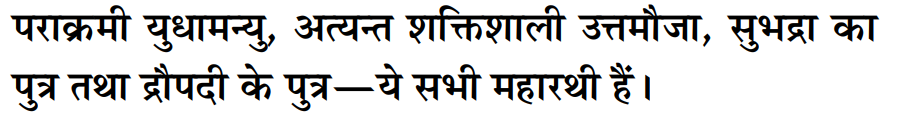 पराक्रमी युधामन्यु, अत्यन्त शक्तिशाली उत्तमौजा, सुभद्रा का
पुत्र तथा द्रौपदी के पुत्र—ये सभी महारथी हैं।